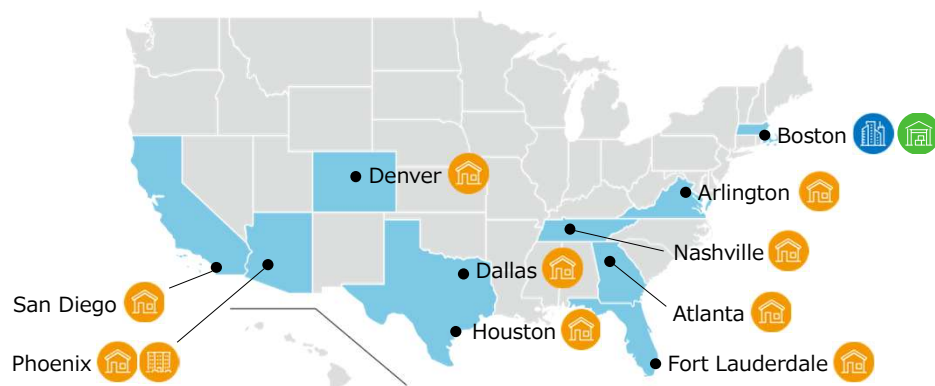 Boston
Denver
Arlington
Nashville
Dallas
San Diego
Atlanta
Houston
Phoenix
Fort Lauderdale